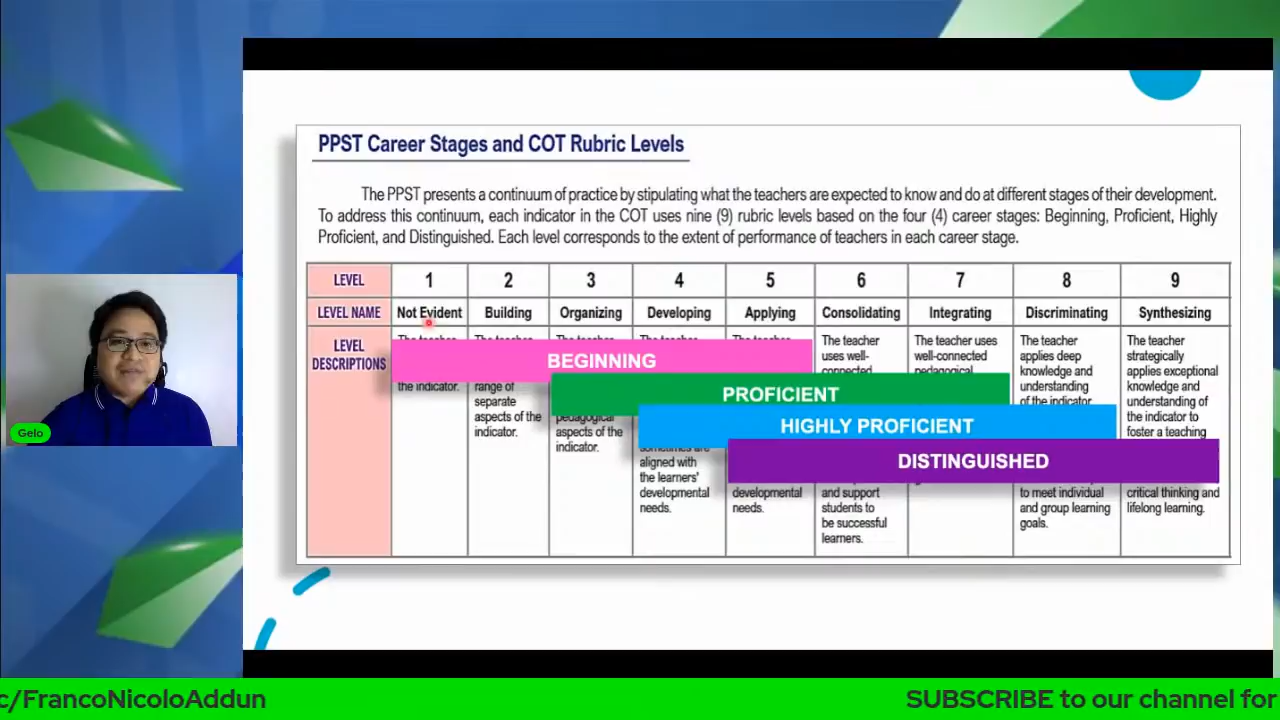 PPST Career Stages and COT Rubric Levels
The PPST presents a continuum of practice by stipulating what the teachers are expected to know and do at different stages of their development.
To address this continuum, each indicator in the COT uses nine (9) rubric levels based on the four (4) career stages: Beginning, Proficient, Highly
Proficient, and Distinguished. Each level corresponds to the extent of performance of teachers in each career stage.
LEVEL 1 2 3 4 5 6 7 8 9
LEVEL NAME Not Evident Building Organizing Developing Applying Consolidating Integrating Discriminating Synthesizing
LEVEL
DESCRIPTIONS
the indicator.
range of
separate
aspects of the
indicator.
pedagogical
aspects of the
indicator.
sometimes are
aligned with
the learners'
developmental
needs.
developmental
needs.
The teacher
uses well-
connected
and support
students to
be successful
learners.
The teacher uses
well-connected
pedagogical
The teacher
applies deep
knowledge and
understanding
of the indicator
to meet individual
and group learning
goals.
The teacher
strategically
applies exceptional
knowledge and
understanding of
the indicator to
foster a teaching
critical thinking and
lifelong learning.
BEGINNING
PROFICIENT
HIGHLY PROFICIENT
DISTINGUISHED
Gelo
c/FrancoNicoloAddun
SUBSCRIBE to our channel for